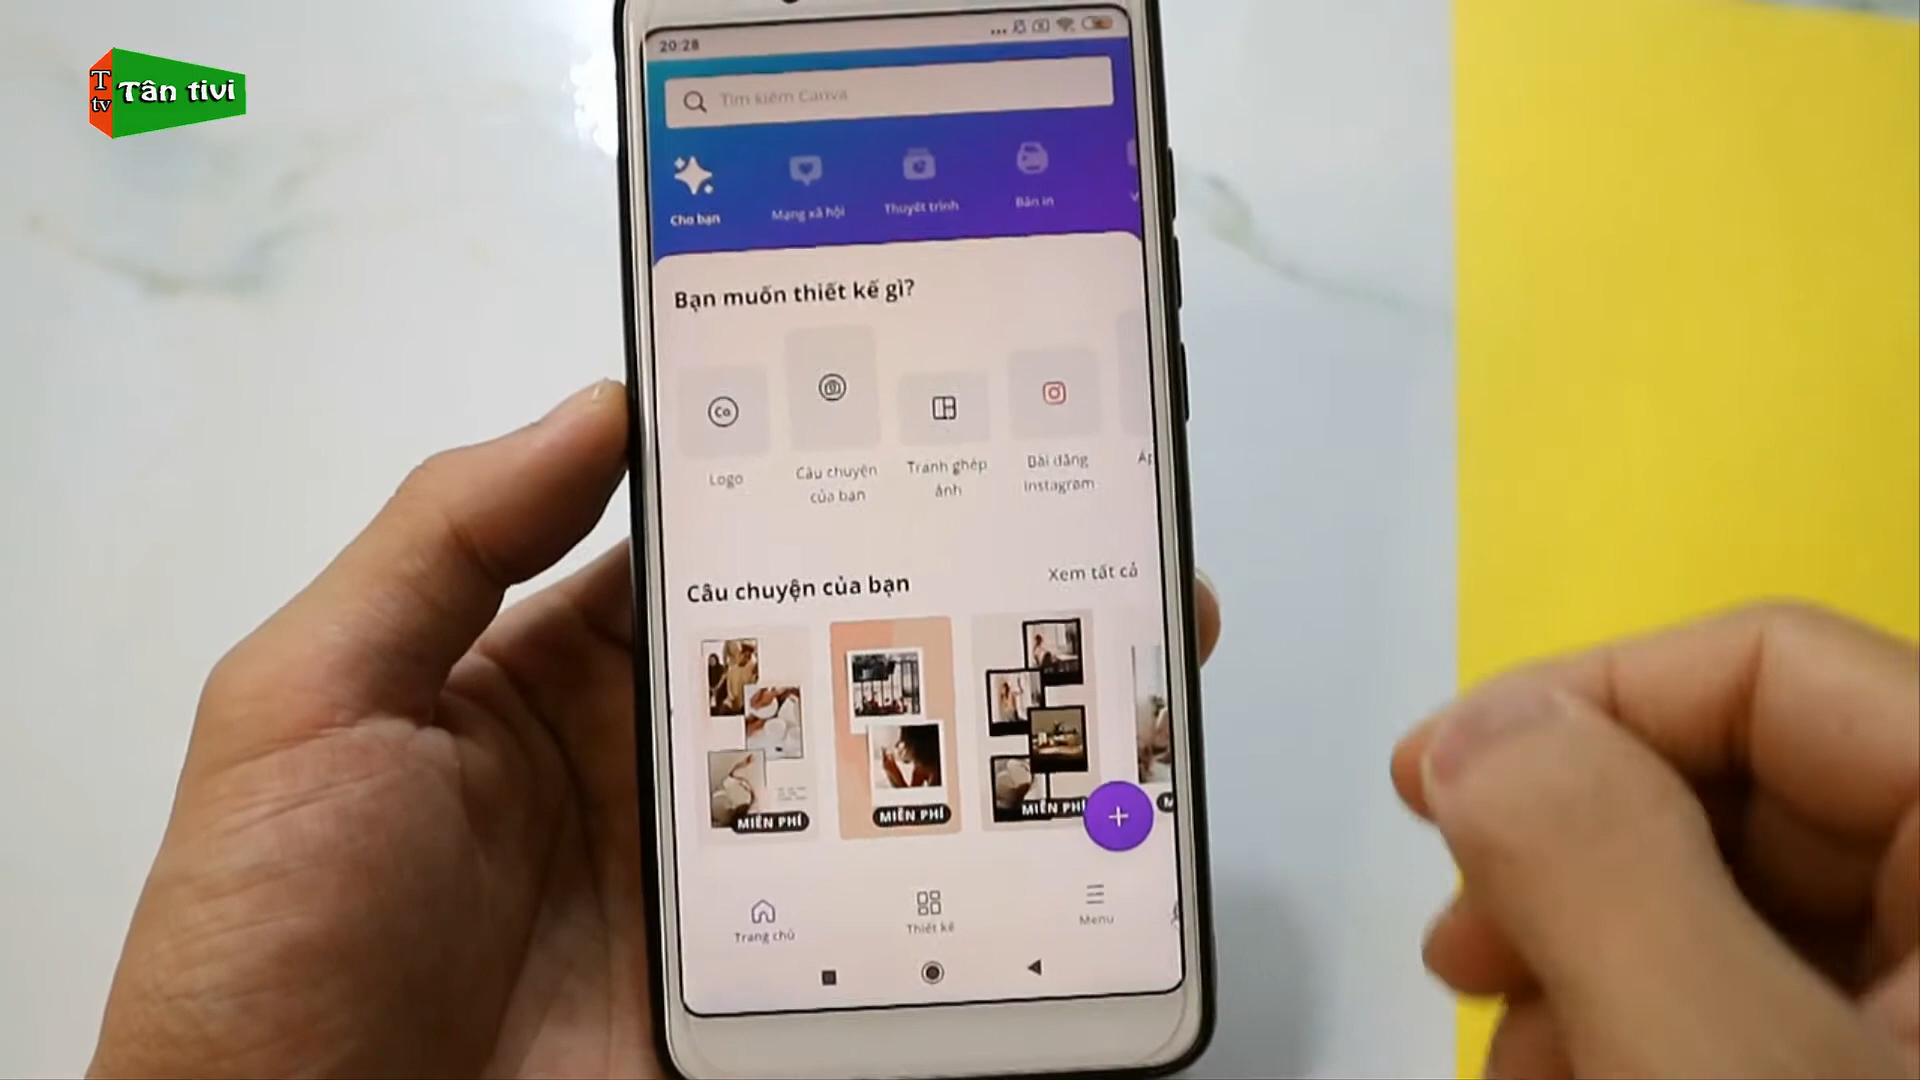 T
tv
Tân tivi
20:28
Tìm kiếm Canva
Cho bạn
Mạng xã hội
Thuyết trình
Bản in
Bạn muốn thiết kế gì?
Logo
Câu chuyện
của bạn
Tranh ghép
ảnh
Bài đăng
Instagram
Câu chuyện của bạn
Xem tất cả
MIỄN PHÍ
MIỄN PHÍ
MIỄN PHÍ
Trang chủ
Thiết kế
Menu